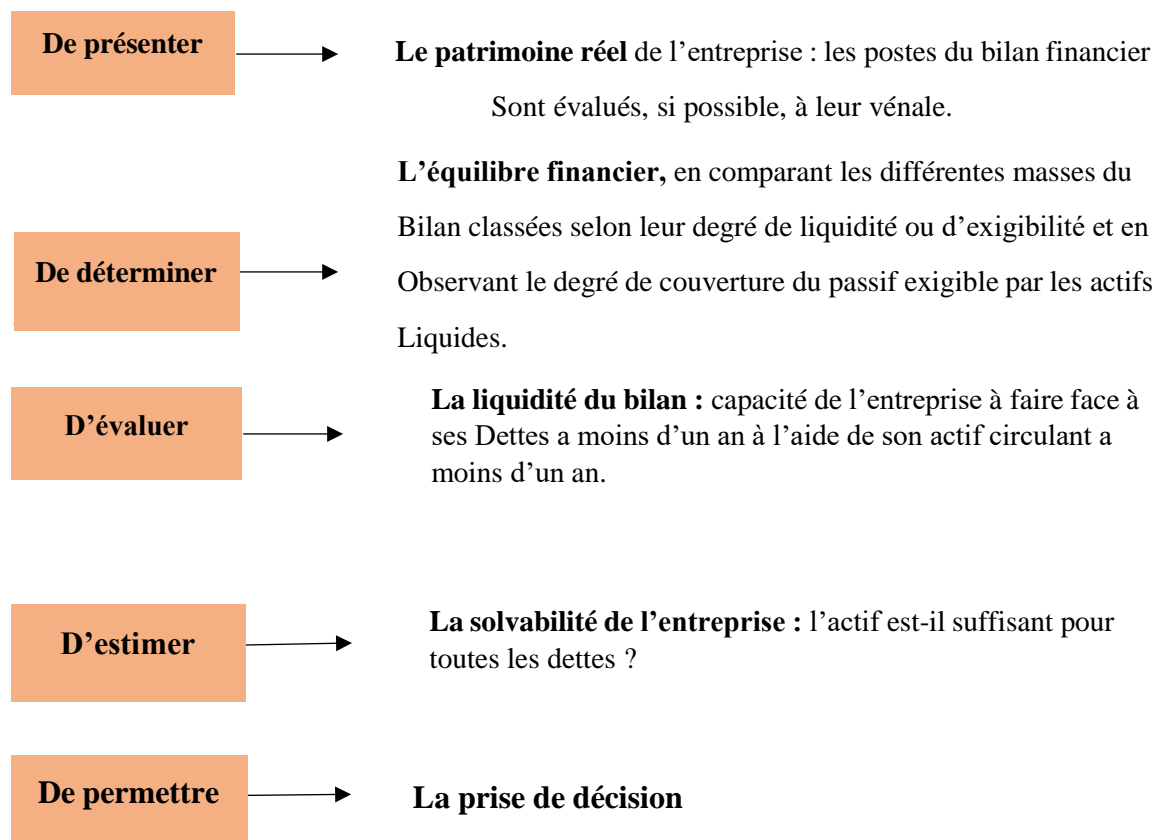 De présenter
Le patrimoine réel de l’entreprise : les postes du bilan financier
Sont évalués, si possible, à leur vénale.
De déterminer
L’équilibre financier, en comparant les différentes masses du
Bilan classées selon leur degré de liquidité ou d’exigibilité et en
Observant le degré de couverture du passif exigible par les actifs
Liquides.
D’évaluer
La liquidité du bilan : capacité de l’entreprise à faire face à
ses Dettes a moins d’un an à l’aide de son actif circulant a
moins d’un an.
D’estimer
La solvabilité de l’entreprise : l’actif est-il suffisant pour
toutes les dettes ?
De permettre
La prise de décision